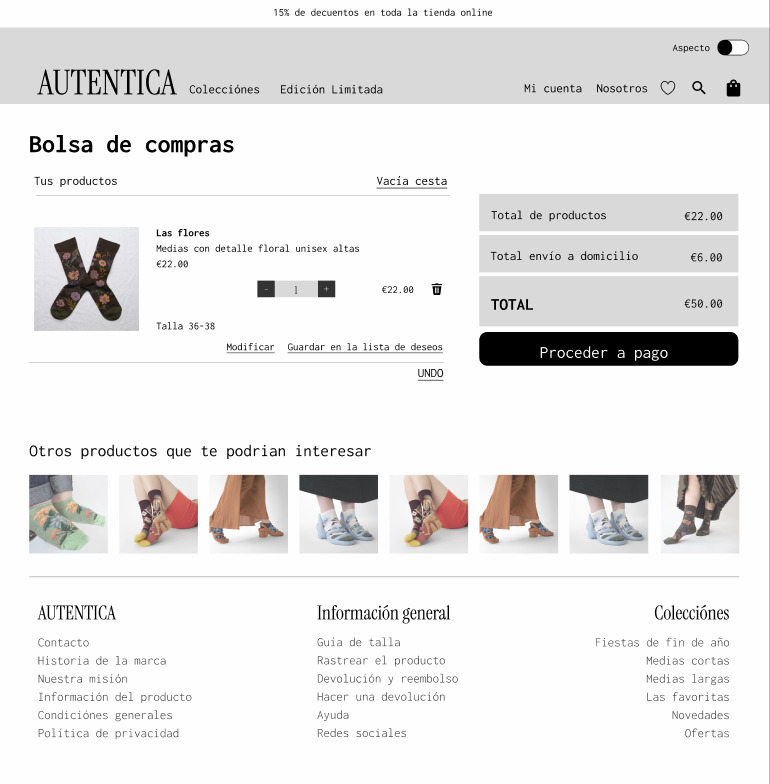 15% de decuentos en toda la tienda online
Aspecto
AUTENTICA Colecciónes Edición Limitada Mi cuenta Nosotros
Bolsa de compras
Tus productos Vacía cesta
Las flores
Medias con detalle floral unisex altas
€22.00
- 1 + €22.00
Talla 36-38
Modificar Guardar en la lista de deseos
UNDO
Total de productos €22.00
Total envío a domicilio €6.00
TOTAL €50.00
Proceder a pago
Otros productos que te podrian interesar
AUTENTICA
Contacto
Historia de la marca
Nuestra misión
Información del producto
Condiciónes generales
Política de privacidad
Información general
Guía de talla
Rastrear el producto
Devolución y reembolso
Hacer una devolución
Ayuda
Redes sociales
Colecciónes
Fiestas de fin de año
Medias cortas
Medias largas
Las favoritas
Novedades
Ofertas